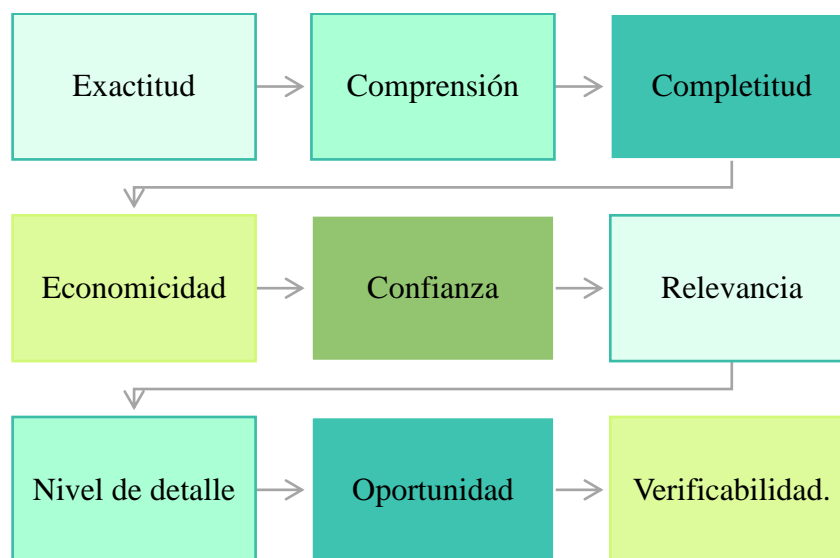 Exactitud
Comprensión
Completitud
Economicidad
Confianza
Relevancia
Nivel de detalle
Oportunidad
Verificabilidad.